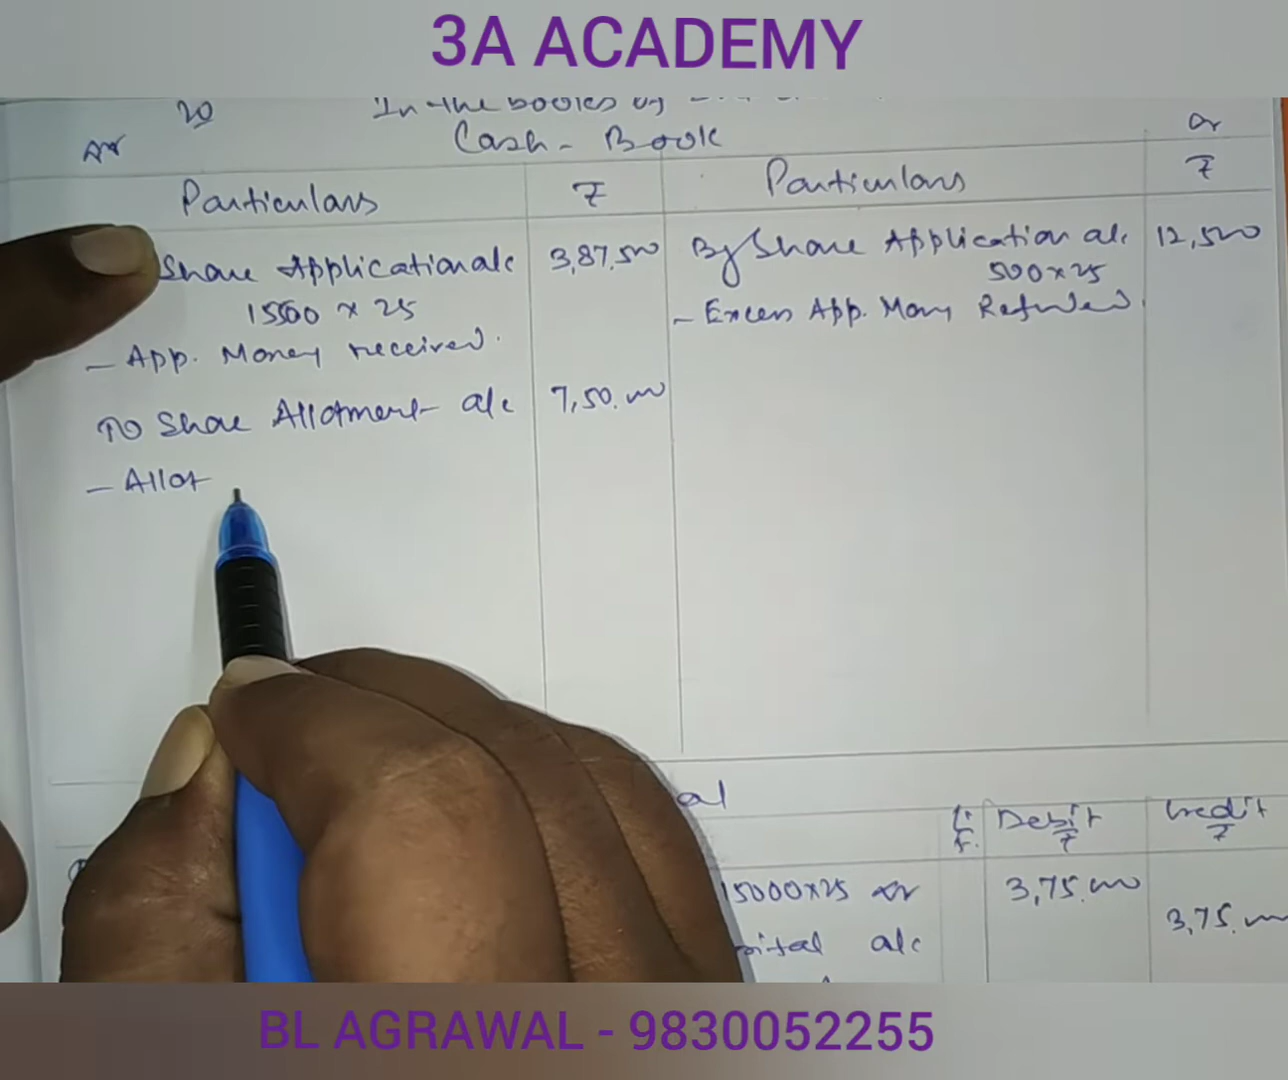 3A ACADEMY
20 In the books of
Dr Cash - Book Cr
Particulars ₹ Particulars ₹
Share Application a/c 3,87,500 By Share Application a/c 12,500
15500 × 25 500 x 25
- App. Money received. - Excess App. Money Refunded.
To Share Allotment a/c 7,50,000
- Allot
al
L.F. Debit ₹ Credit ₹
15000 x 25 Dr 3,75,000
pital a/c 3,75,000
BL AGRAWAL - 9830052255